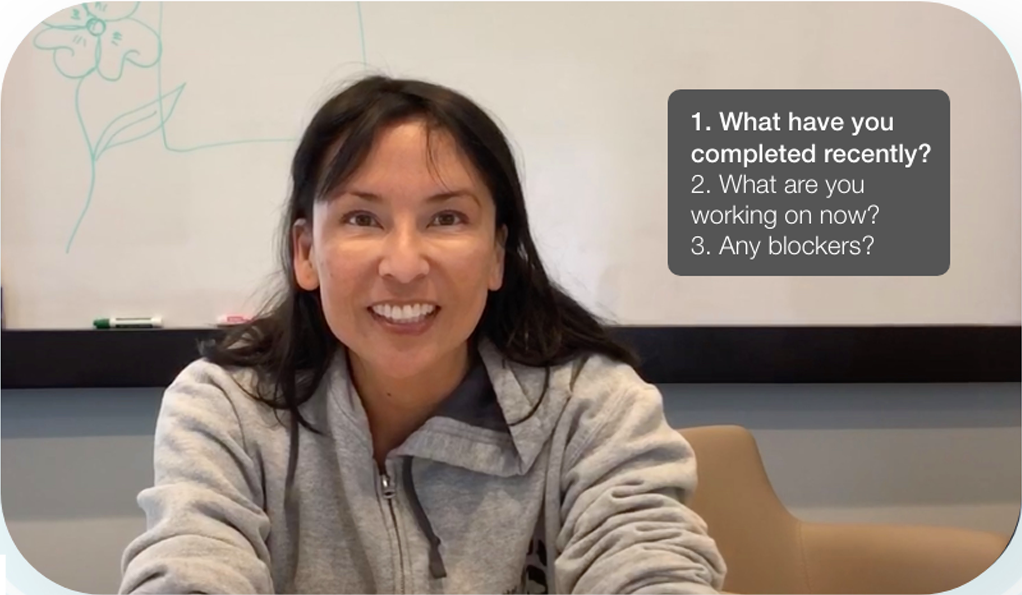 1. What have you
completed recently?
2. What are you
working on now?
3. Any blockers?